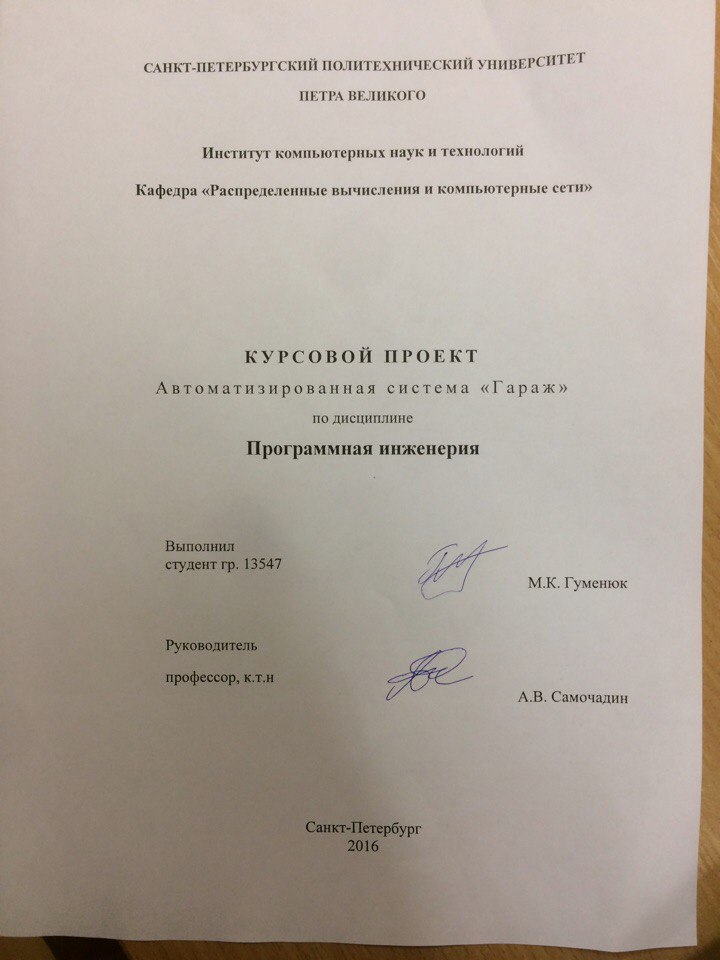 САНКТ-ПЕТЕРБУРГСКИЙ ПОЛИТЕХНИЧЕСКИЙ УНИВЕРСИТЕТ
ПЕТРА ВЕЛИКОГО
Институт компьютерных наук и технологий
Кафедра «Распределенные вычисления и компьютерные сети»
КУРСОВОЙ ПРОЕКТ
Автоматизированная система «Гараж»
по дисциплине
Программная инженерия
Выполнил
студент гр. 13547
М.К. Гуменюк
Руководитель
профессор, к.т.н
А.В. Самочадин
Санкт-Петербург
2016